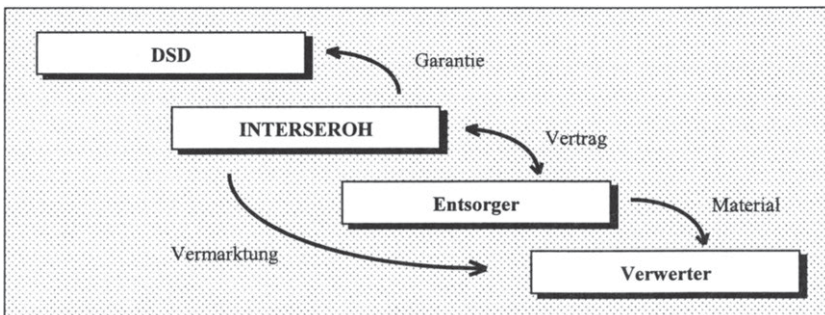 DSD
Garantie
INTERSEROH
Vertrag
Entsorger
Material
Vermarktung
Verwerter